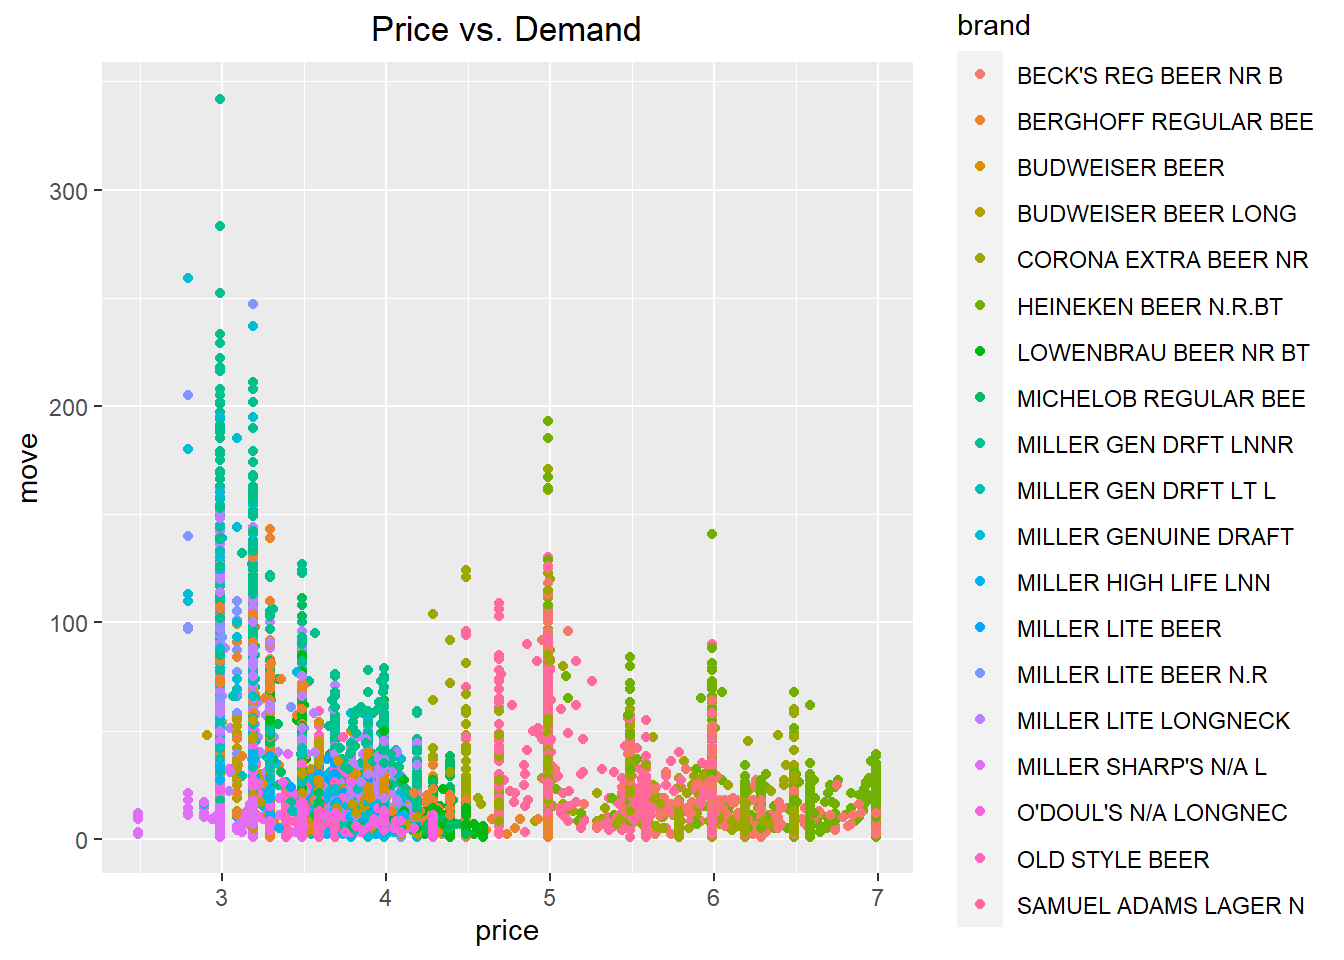 Price vs. Demand
brand
BECK'S REG BEER NR B
BERGHOFF REGULAR BEE
BUDWEISER BEER
BUDWEISER BEER LONG
CORONA EXTRA BEER NR
HEINEKEN BEER N.R.BT
LOWENBRAU BEER NR BT
MICHELOB REGULAR BEE
MILLER GEN DRFT LNNR
MILLER GEN DRFT LT L
MILLER GENUINE DRAFT
MILLER HIGH LIFE LNN
MILLER LITE BEER
MILLER LITE BEER N.R
MILLER LITE LONGNECK
MILLER SHARP'S N/A L
O'DOUL'S N/A LONGNEC
OLD STYLE BEER
SAMUEL ADAMS LAGER N
move
300
200
100
0
3 4 5 6 7
price